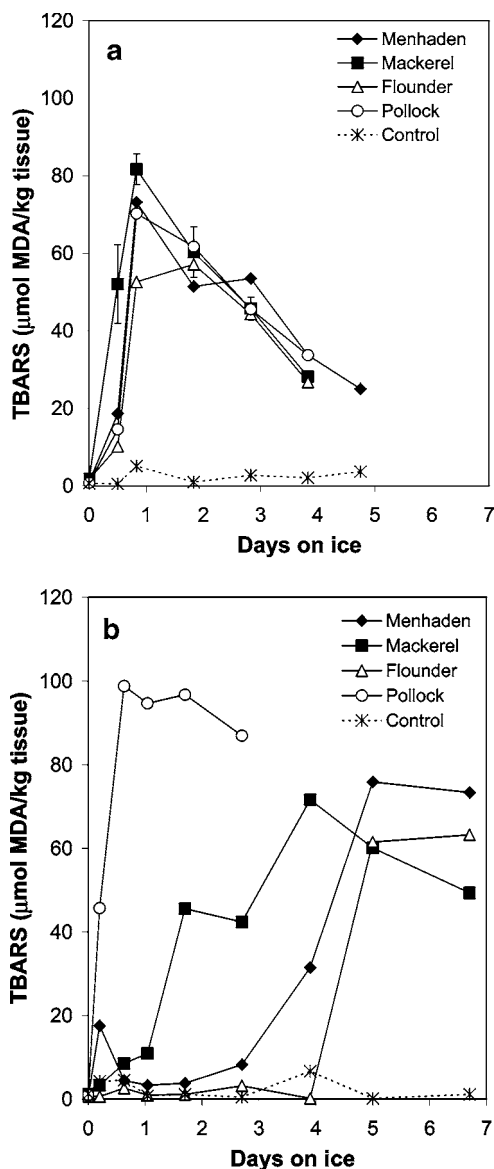 a
Menhaden
Mackerel
Flounder
Pollock
Control
TBARS (μmol MDA/kg tissue)
120
100
80
60
40
20
0
0 1 2 3 4 5 6 7
Days on ice
b
Menhaden
Mackerel
Flounder
Pollock
Control
TBARS (μmol MDA/kg tissue)
120
100
80
60
40
20
0
0 1 2 3 4 5 6 7
Days on ice